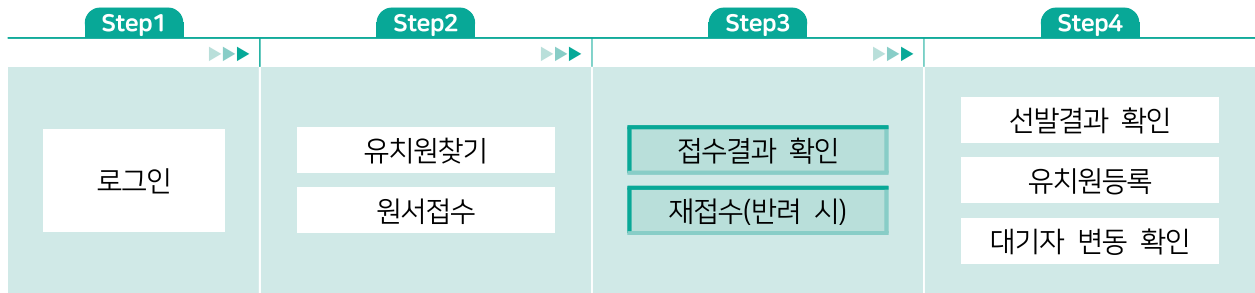 Step1
Step2
Step3
Step4
로그인
유치원찾기
원서접수
접수결과 확인
재접수(반려 시)
선발결과 확인
유치원등록
대기자 변동 확인